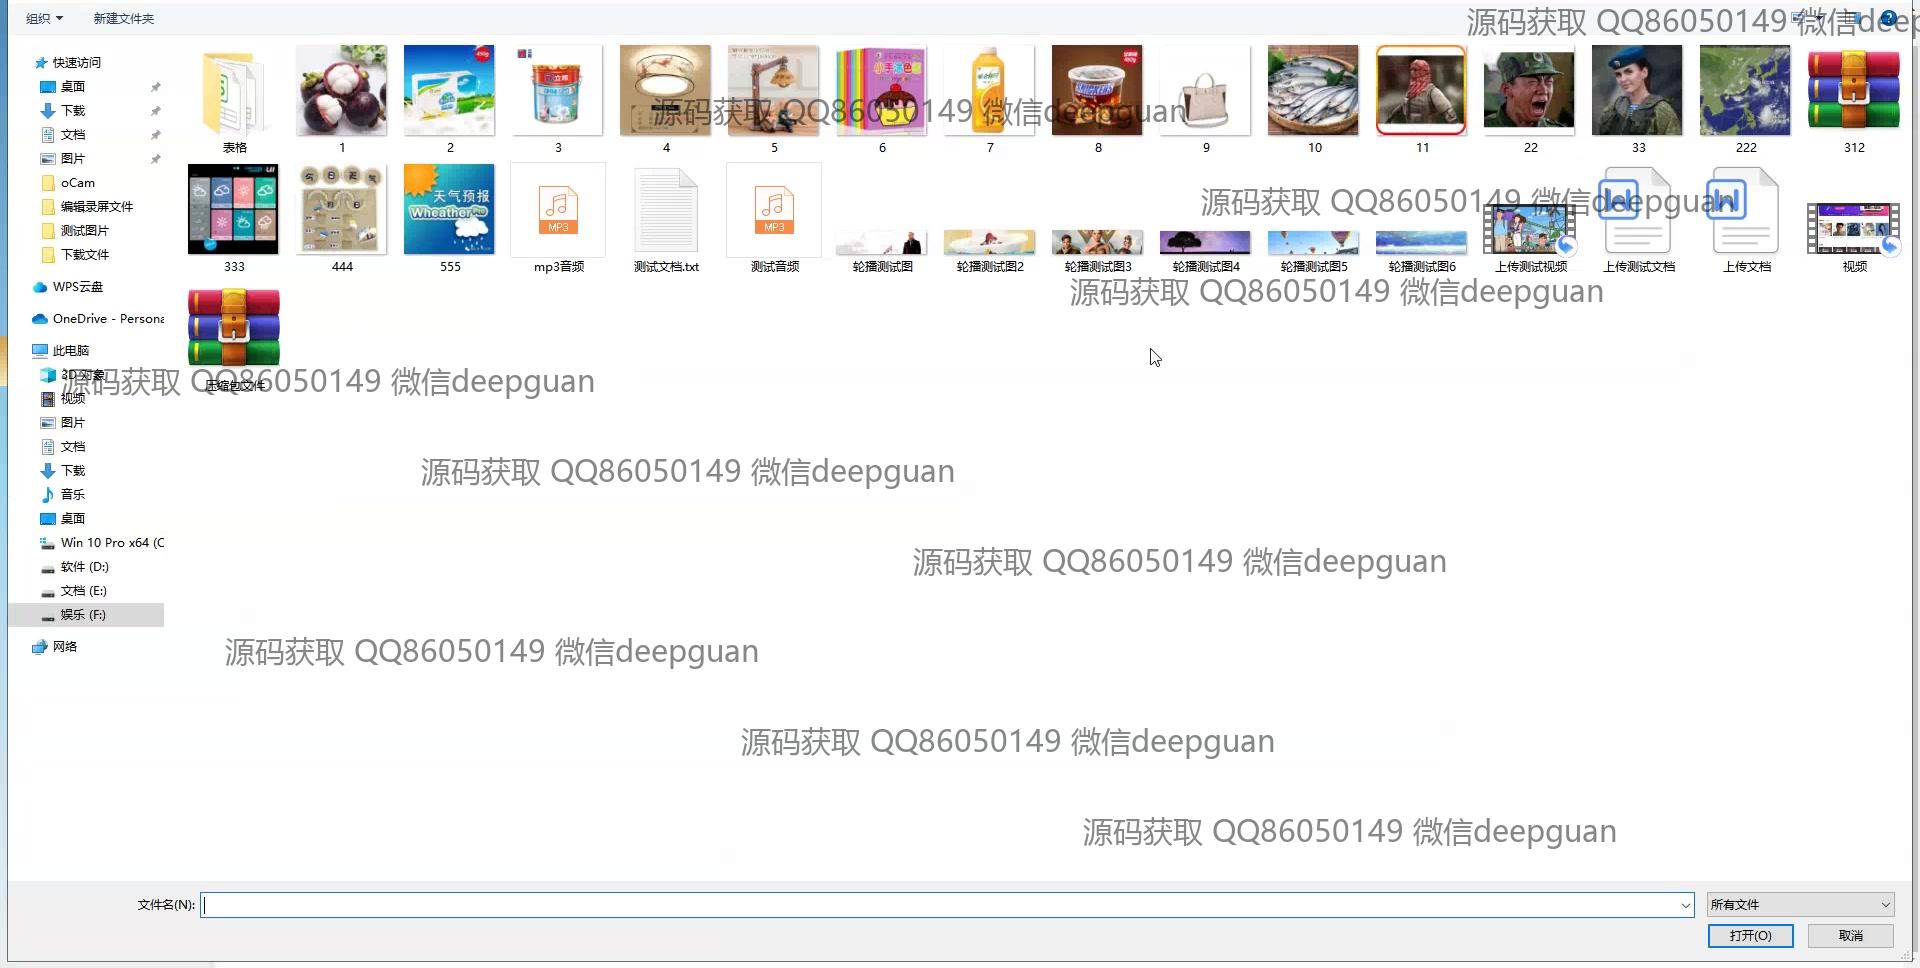 组织 新建文件夹
源码获取 QQ86050149 微信deep
快速访问
桌面
下载
文档
图片
oCam
编辑录屏文件
测试图片
下载文件
WPS云盘
OneDrive - Persona
此电脑
3D 对象
视频
图片
文档
下载
音乐
桌面
Win 10 Pro x64 (C
软件 (D:)
文档 (E:)
娱乐 (F:)
网络
源码获取 QQ86050149 微信deepguan
表格 1 2 3 4 5 6 7 8 9 10 11 22 33 222 312
天气预报
Wheather
MP3
MP3
源码获取 QQ86050149 微信deepguan
333 444 555 mp3音频 测试文档.txt 测试音频 轮播测试图 轮播测试图2 轮播测试图3 轮播测试图4 轮播测试图5 轮播测试图6 上传测试视频 上传测试文档 上传文档 视频
源码获取 QQ86050149 微信deepguan
源码获取 QQ86050149 微信deepguan
压缩包文件
源码获取 QQ86050149 微信deepguan
源码获取 QQ86050149 微信deepguan
源码获取 QQ86050149 微信deepguan
源码获取 QQ86050149 微信deepguan
源码获取 QQ86050149 微信deepguan
文件名(N): 所有文件
打开(O) 取消